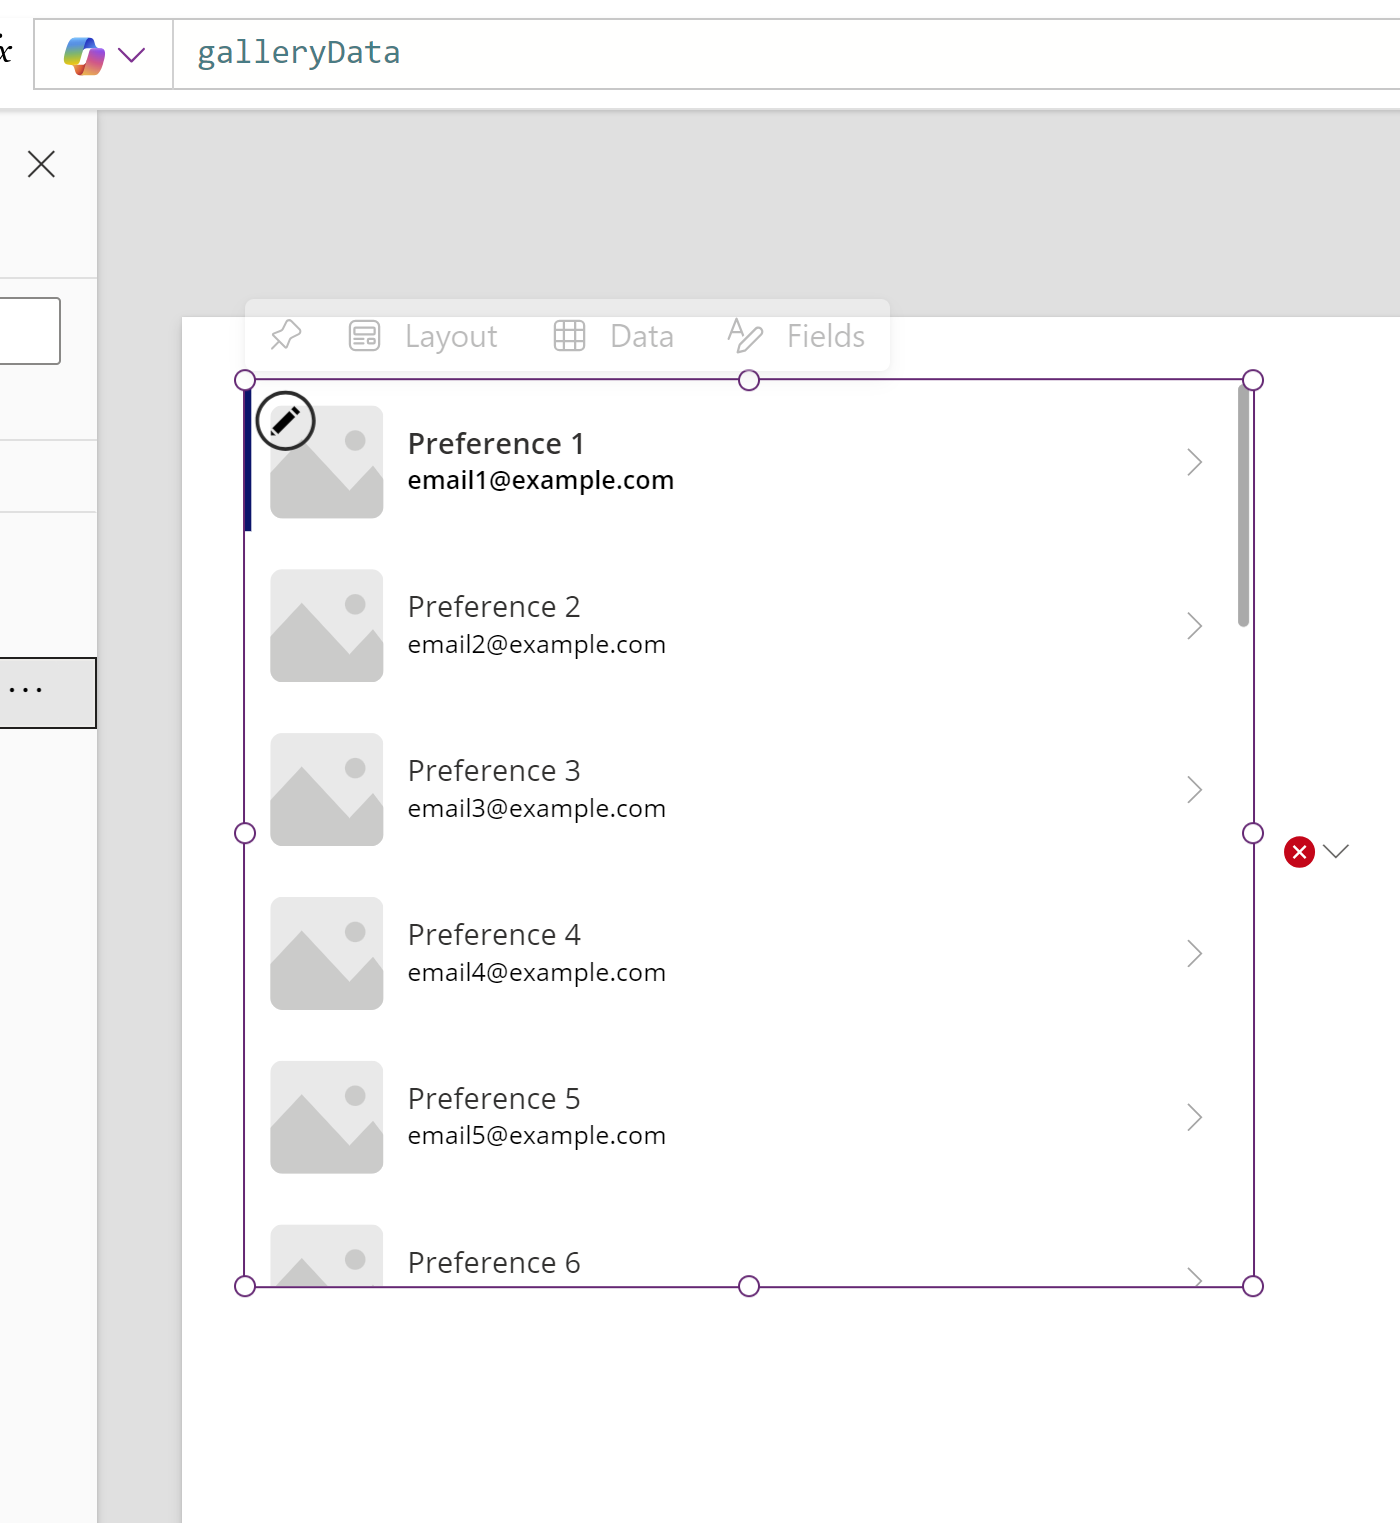 galleryData
Layout Data Fields
Preference 1
email1@example.com
Preference 2
email2@example.com
Preference 3
email3@example.com
Preference 4
email4@example.com
Preference 5
email5@example.com
Preference 6